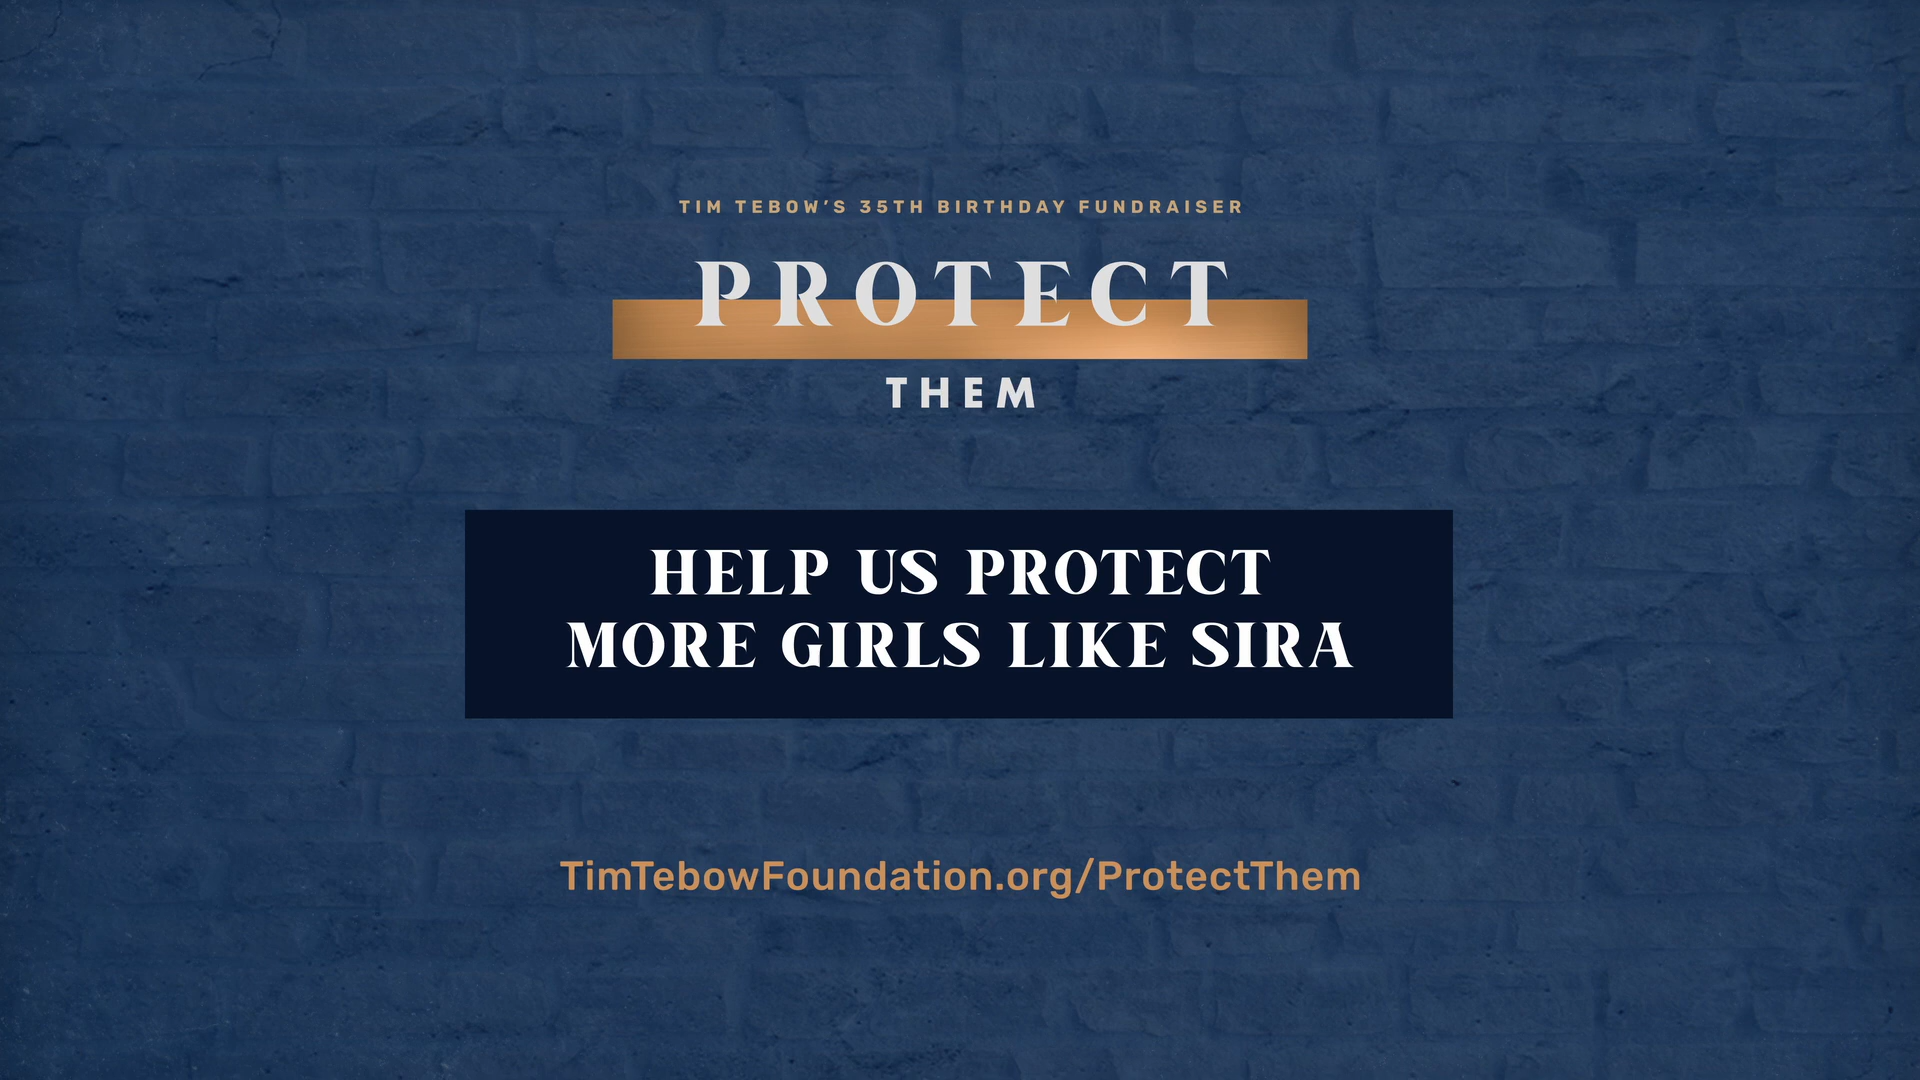 TIM TEBOW’S 35TH BIRTHDAY FUNDRAISER
PROTECT
THEM
HELP US PROTECT
MORE GIRLS LIKE SIRA
TimTebowFoundation.org/ProtectThem